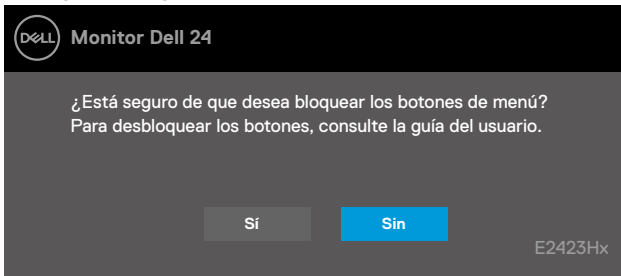 DELL
Monitor Dell 24
¿Está seguro de que desea bloquear los botones de menú?
Para desbloquear los botones, consulte la guía del usuario.
Sí
Sin
E2423Hx